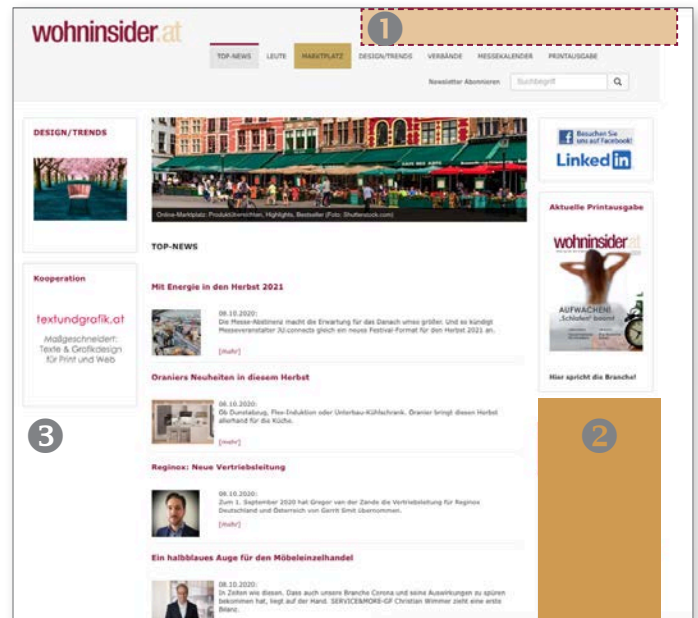 wohninsider.at
1
TOP-NEWS LEUTE MARKTPLATZ DESIGN/TRENDS VERBÄNDE MESSEKALENDER PRINTAUSGABE
Newsletter Abonnieren Suchbegriff
DESIGN/TRENDS
Online-Marktplatz: Produktübersichten, Highlights, Bestseller (Foto: Shutterstock.com)
Besuchen Sie
uns auf Facebook!
LinkedIn
Aktuelle Printausgabe
wohninsider.at
AUFWACHEN!
„Schlafen“ boomt
Hier spricht die Branche!
TOP-NEWS
Kooperation
textundgrafik.at
Maßgeschneidert:
Texte & Grafikdesign
für Print und Web
Mit Energie in den Herbst 2021
08.10.2020:
Die Messe-Abstinenz macht die Erwartung für das Danach umso größer. Und so kündigt
Messeveranstalter JU-connects gleich ein neues Festival-Format für den Herbst 2021 an.
[mehr]
Oraniers Neuheiten in diesem Herbst
06.10.2020:
Ob Dunstabzug, Flex-Induktion oder Unterbau-Kühlschrank. Oranier bringt diesen Herbst
allerhand für die Küche.
[mehr]
3
2
Reginox: Neue Vertriebsleitung
08.10.2020:
Zum 1. September 2020 hat Gregor van der Zande die Vertriebsleitung für Reginox
Deutschland und Österreich von Gerrit Smit übernommen.
[mehr]
Ein halbblaues Auge für den Möbeleinzelhandel
08.10.2020:
In Zeiten wie diesen. Dass auch unsere Branche Corona und seine Auswirkungen zu spüren
bekommen hat, liegt auf der Hand. SERVICE&MORE-GF Christian Wimmer zieht eine erste
Bilanz.